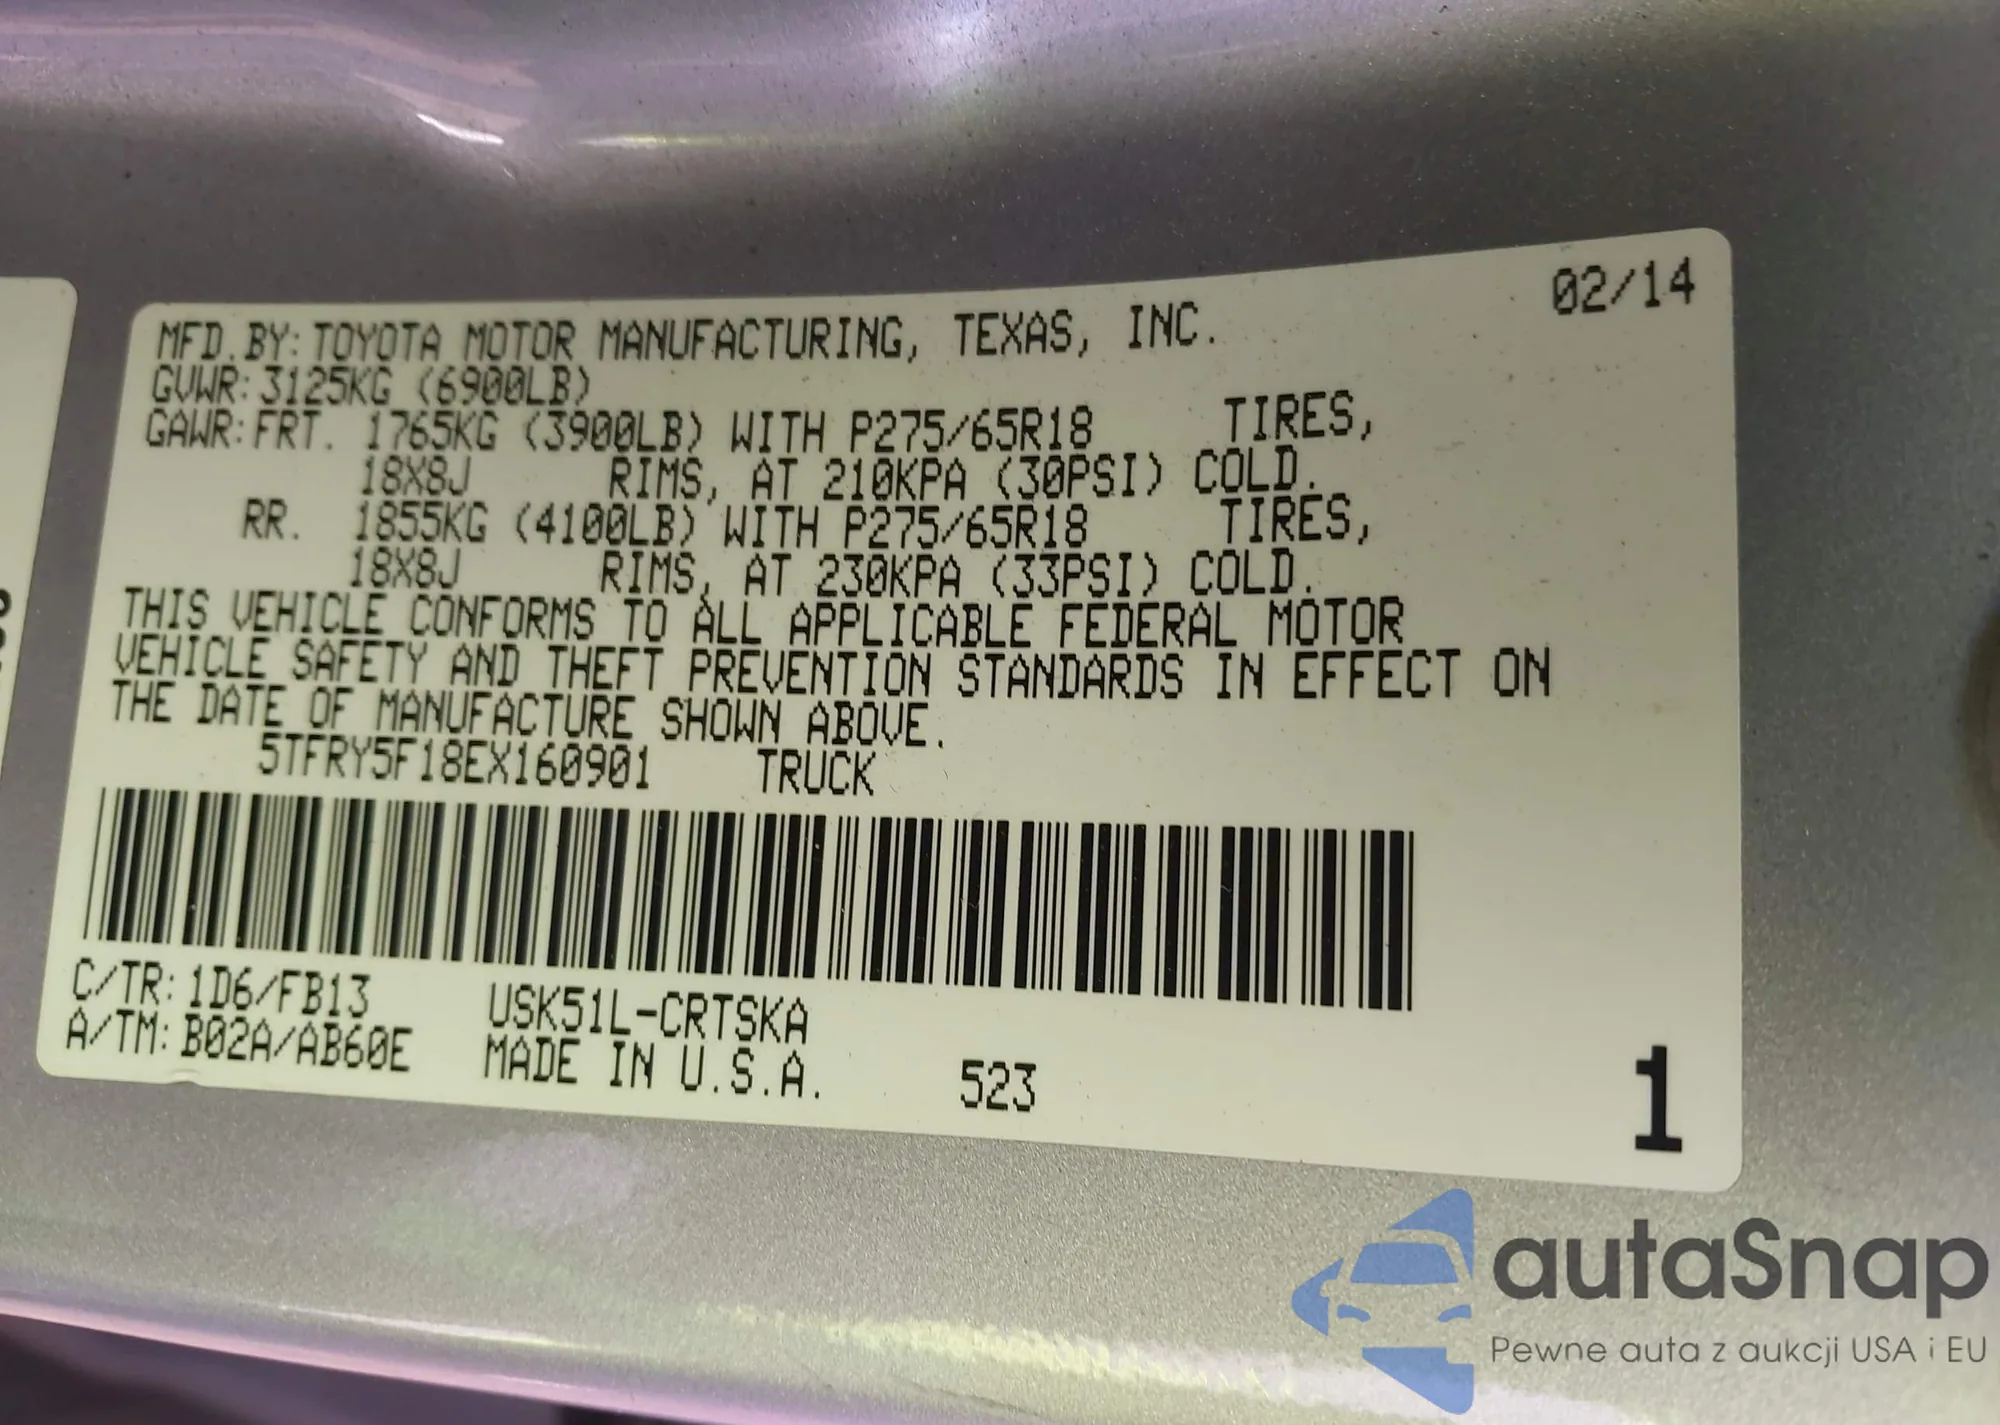 MFD.BY: TOYOTA MOTOR MANUFACTURING, TEXAS, INC. 02/14
GVWR: 3125KG (6900LB)
GAWR: FRT. 1765KG (3900LB) WITH P275/65R18 TIRES,
18X8J RIMS, AT 210KPA (30PSI) COLD.
RR. 1855KG (4100LB) WITH P275/65R18 TIRES,
18X8J RIMS, AT 230KPA (33PSI) COLD.
THIS VEHICLE CONFORMS TO ALL APPLICABLE FEDERAL MOTOR
VEHICLE SAFETY AND THEFT PREVENTION STANDARDS IN EFFECT ON
THE DATE OF MANUFACTURE SHOWN ABOVE.
5TFRY5F18EX160901 TRUCK
C/TR: 1D6/FB13 USK51L-CRTSKA
A/TM: B02A/AB60E MADE IN U.S.A. 523
1
autaSnap
Pewne auta z aukcji USA i EU